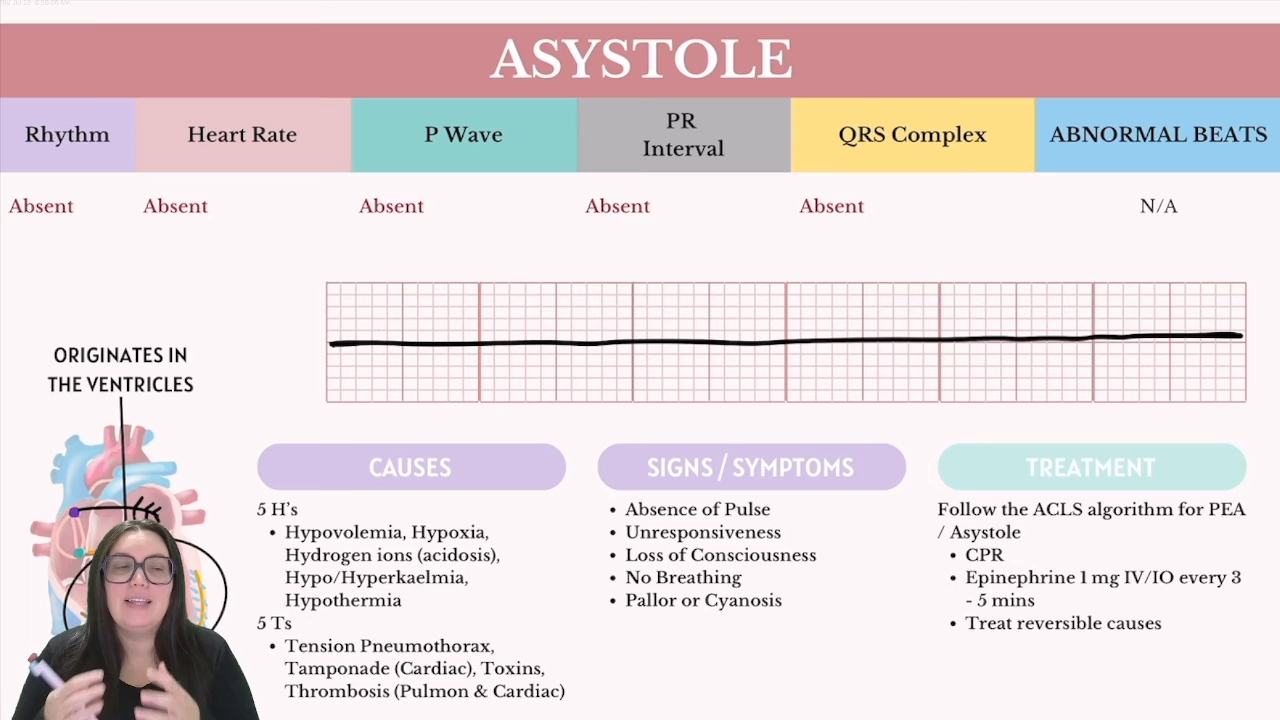 ASYSTOLE
Rhythm
Heart Rate
P Wave
PR
Interval
QRS Complex
ABNORMAL BEATS
Absent
Absent
Absent
Absent
Absent
N/A
ORIGINATES IN
THE VENTRICLES
CAUSES
5 H's
• Hypovolemia, Hypoxia,
Hydrogen ions (acidosis),
Hypo/Hyperkaelmia,
Hypothermia
5 Ts
• Tension Pneumothorax,
Tamponade (Cardiac), Toxins,
Thrombosis (Pulmon & Cardiac)
SIGNS / SYMPTOMS
• Absence of Pulse
• Unresponsiveness
• Loss of Consciousness
• No Breathing
• Pallor or Cyanosis
TREATMENT
Follow the ACLS algorithm for PEA
/ Asystole
• CPR
• Epinephrine 1 mg IV/IO every 3
- 5 mins
• Treat reversible causes